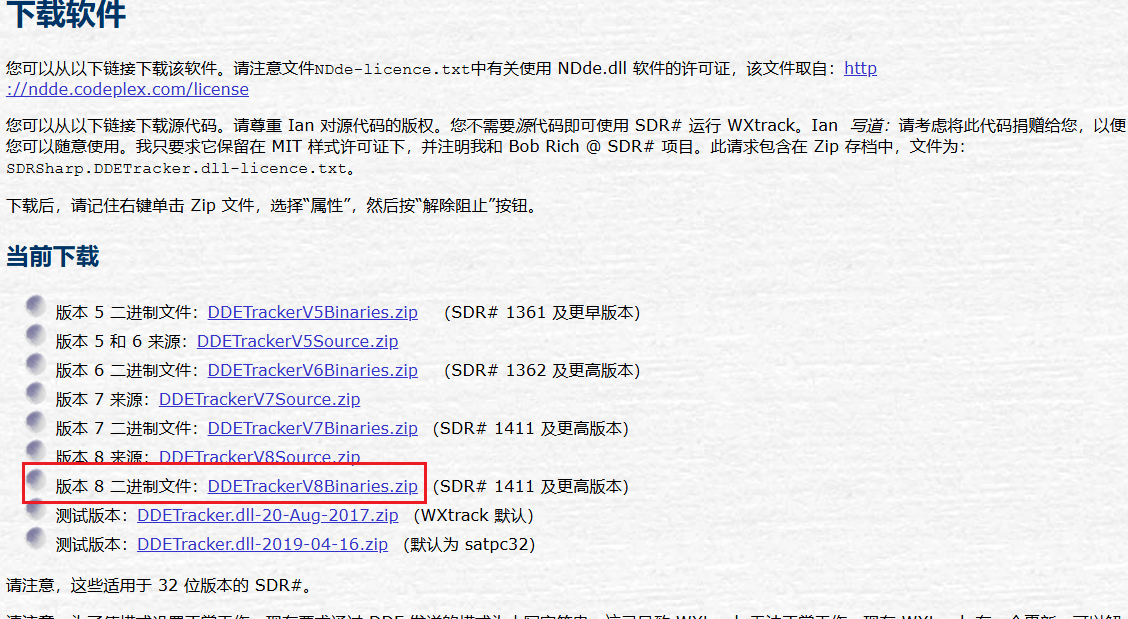 下载软件
您可以从以下链接下载该软件。请注意文件NDde-licence.txt中有关使用 NDde.dll 软件的许可证，该文件取自：http
://ndde.codeplex.com/license
您可以从以下链接下载源代码。请尊重 Ian 对源代码的版权。您不需要源代码即可使用 SDR# 运行 WXtrack。Ian 写道：请考虑将此代码捐赠给您，以便
您可以随意使用。我只要求它保留在 MIT 样式许可证下，并注明我和 Bob Rich @ SDR# 项目。此请求包含在 Zip 存档中，文件为：
SDRSharp.DDETracker.dll-licence.txt。
下载后，请记住右键单击 Zip 文件，选择“属性”，然后按“解除阻止”按钮。
当前下载
版本 5 二进制文件：DDETrackerV5Binaries.zip （SDR# 1361 及更早版本）
版本 5 和 6 来源：DDETrackerV5Source.zip
版本 6 二进制文件：DDETrackerV6Binaries.zip （SDR# 1362 及更高版本）
版本 7 来源：DDETrackerV7Source.zip
版本 7 二进制文件：DDETrackerV7Binaries.zip （SDR# 1411 及更高版本）
版本 8 来源：DDETrackerV8Source.zip
版本 8 二进制文件：DDETrackerV8Binaries.zip （SDR# 1411 及更高版本）
测试版本：DDETracker.dll-20-Aug-2017.zip （WXtrack 默认）
测试版本：DDETracker.dll-2019-04-16.zip （默认为 satpc32）
请注意，这些适用于 32 位版本的 SDR#。